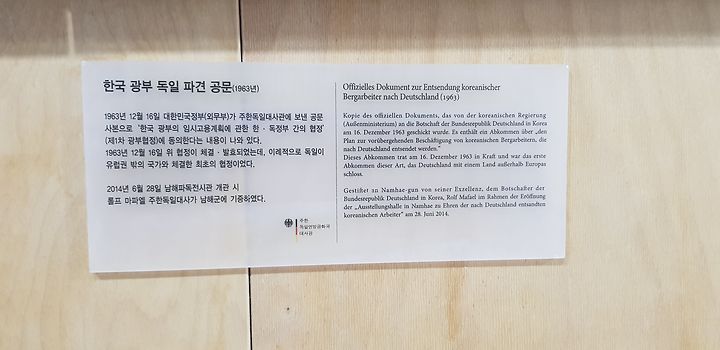 한국 광부 독일 파견 공문(1963년)
1963년 12월 16일 대한민국정부(외무부)가 주한독일대사관에 보낸 공문
사본으로 ‘한국 광부의 임시고용계획에 관한 한 · 독정부 간의 협정
(제1차 광부협정)에 동의한다는 내용이 나와 있다.
1963년 12월 16일 위 협정이 체결 · 발효되었는데, 이례적으로 독일이
유럽권 밖의 국가와 체결한 최초의 협정이었다.
2014년 6월 28일 남해파독전시관 개관 시
롤프 마파엘 주한독일대사가 남해군에 기증하였다.
주한
독일연방공화국
대사관
Offizielles Dokument zur Entsendung koreanischer
Bergarbeiter nach Deutschland (1963)
Kopie des offiziellen Dokuments, das von der koreanischen Regierung
(Außenministerium) an die Botschaft der Bundesrepublik Deutschland in Korea
am 16. Dezember 1963 geschickt wurde. Es enthält ein Abkommen über „den
Plan zur vorübergehenden Beschäftigung von koreanischen Bergarbeitern, die
nach Deutschland entsendet werden.“
Dieses Abkommen trat am 16. Dezember 1963 in Kraft und war das erste
Abkommen dieser Art, das Deutschland mit einem Land außerhalb Europas
schloss.
Gestiftet an Namhae-gun von seiner Exzellenz, dem Botschafter der
Bundesrepublik Deutschland in Korea, Rolf Mafael im Rahmen der Eröffnung
der „Ausstellungshalle in Namhae zu Ehren der nach Deutschland entsandten
koreanischen Arbeiter“ am 28. Juni 2014.